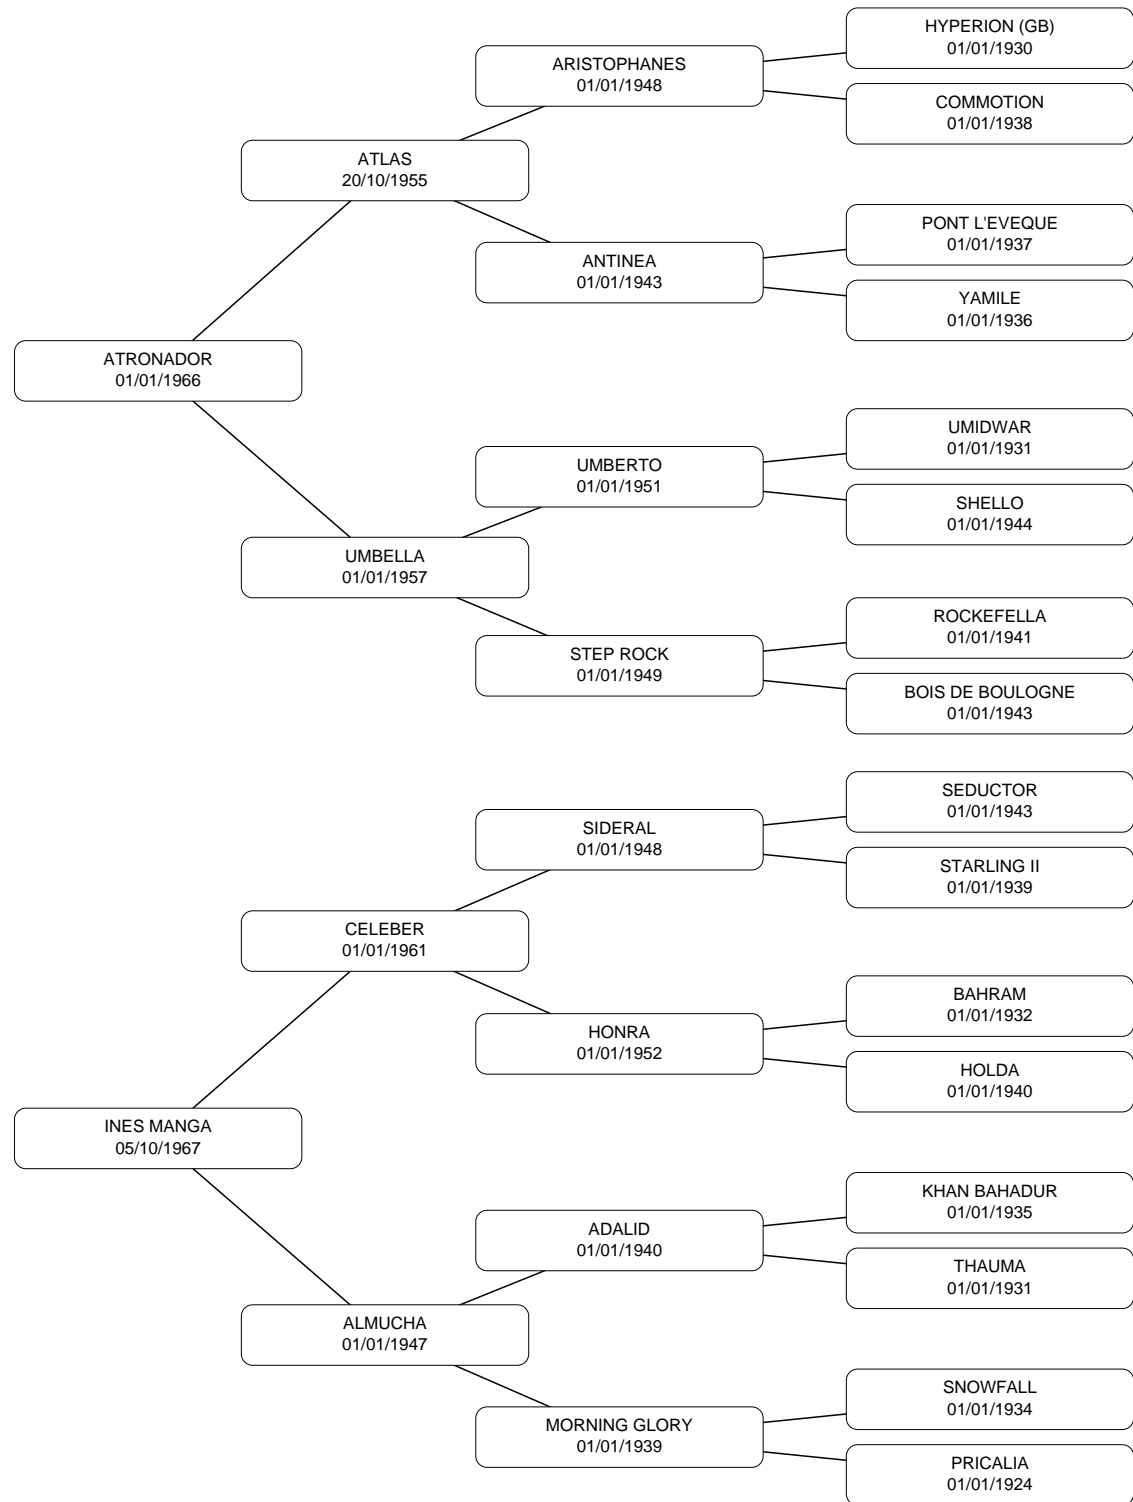 HYPERION (GB)
01/01/1930
ARISTOPHANES
01/01/1948
COMMOTION
01/01/1938
ATLAS
20/10/1955
PONT L'EVEQUE
01/01/1937
ANTINEA
01/01/1943
YAMILE
01/01/1936
ATRONADOR
01/01/1966
UMIDWAR
01/01/1931
UMBERTO
01/01/1951
SHELLO
01/01/1944
UMBELLA
01/01/1957
ROCKEFELLA
01/01/1941
STEP ROCK
01/01/1949
BOIS DE BOULOGNE
01/01/1943
SEDUCTOR
01/01/1943
SIDERAL
01/01/1948
STARLING II
01/01/1939
CELEBER
01/01/1961
BAHRAM
01/01/1932
HONRA
01/01/1952
HOLDA
01/01/1940
INES MANGA
05/10/1967
KHAN BAHADUR
01/01/1935
ADALID
01/01/1940
THAUMA
01/01/1931
ALMUCHA
01/01/1947
SNOWFALL
01/01/1934
MORNING GLORY
01/01/1939
PRICALIA
01/01/1924